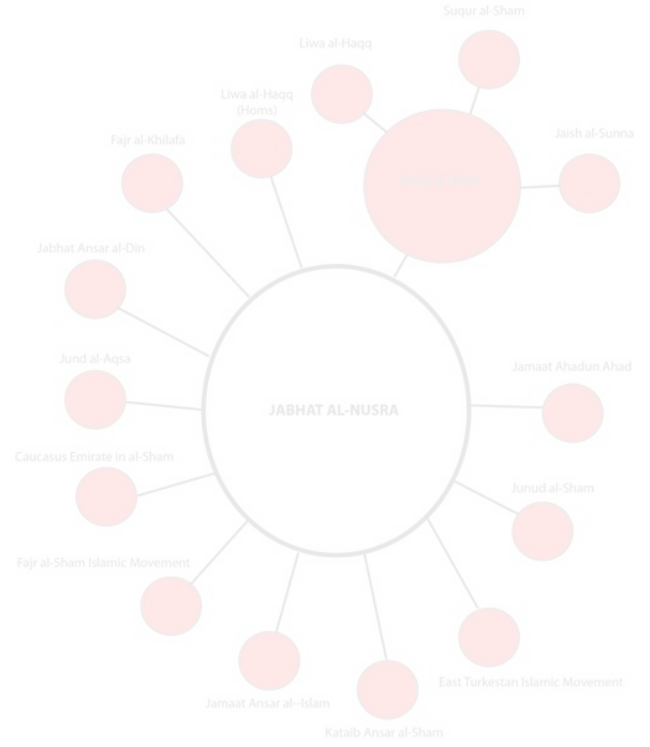 Suqur al-Sham
Liwa al-Haqq
Liwa al-Haqq
(Homs)
Jaish al-Sunna
Fajr al-Khilafa
Jabhat Ansar al-Din
Jund al-Aqsa
Jamaat Ahadun Ahad
JABHAT AL-NUSRA
Caucasus Emirate in al-Sham
Junud al-Sham
Fajr al-Sham Islamic Movement
East Turkestan Islamic Movement
Jamaat Ansar al--Islam
Kataib Ansar al-Sham